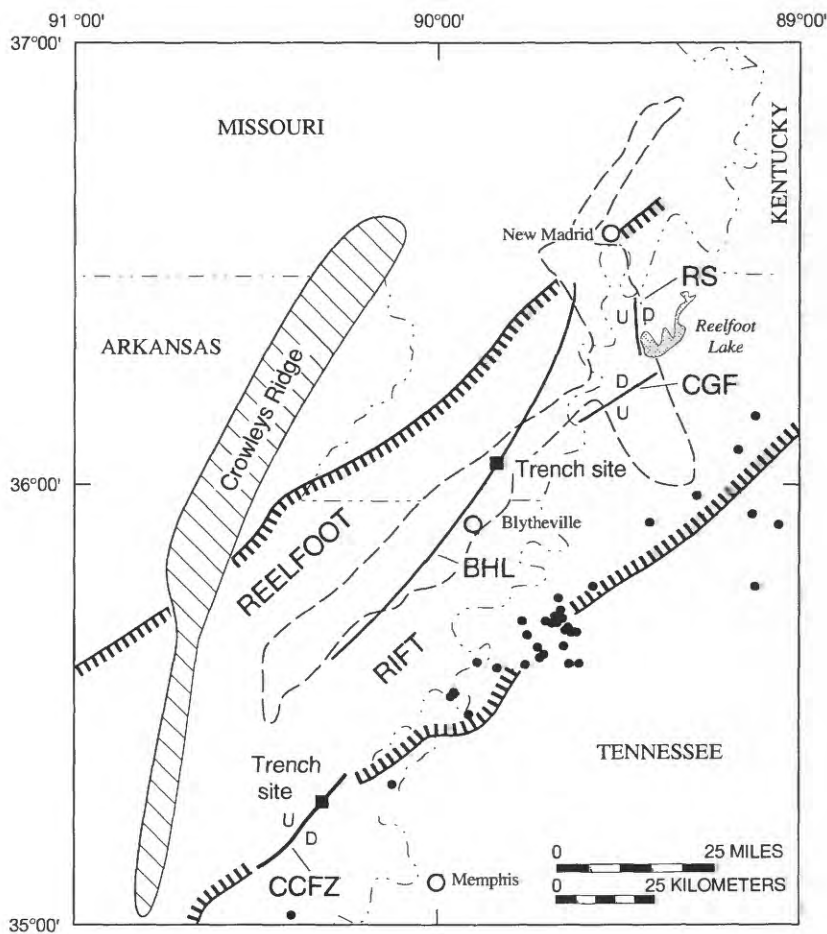 91 °00'
90°00'
89°00'
37°00'
MISSOURI
KENTUCKY
New Madrid
RS
U D
Reelfoot
Lake
ARKANSAS
D
U
CGF
Crowleys Ridge
Trench site
36°00'
Blytheville
REELFOOT
BHL
RIFT
TENNESSEE
Trench
site
U
D
0 25 MILES
0 25 KILOMETERS
CCFZ
Memphis
35°00'